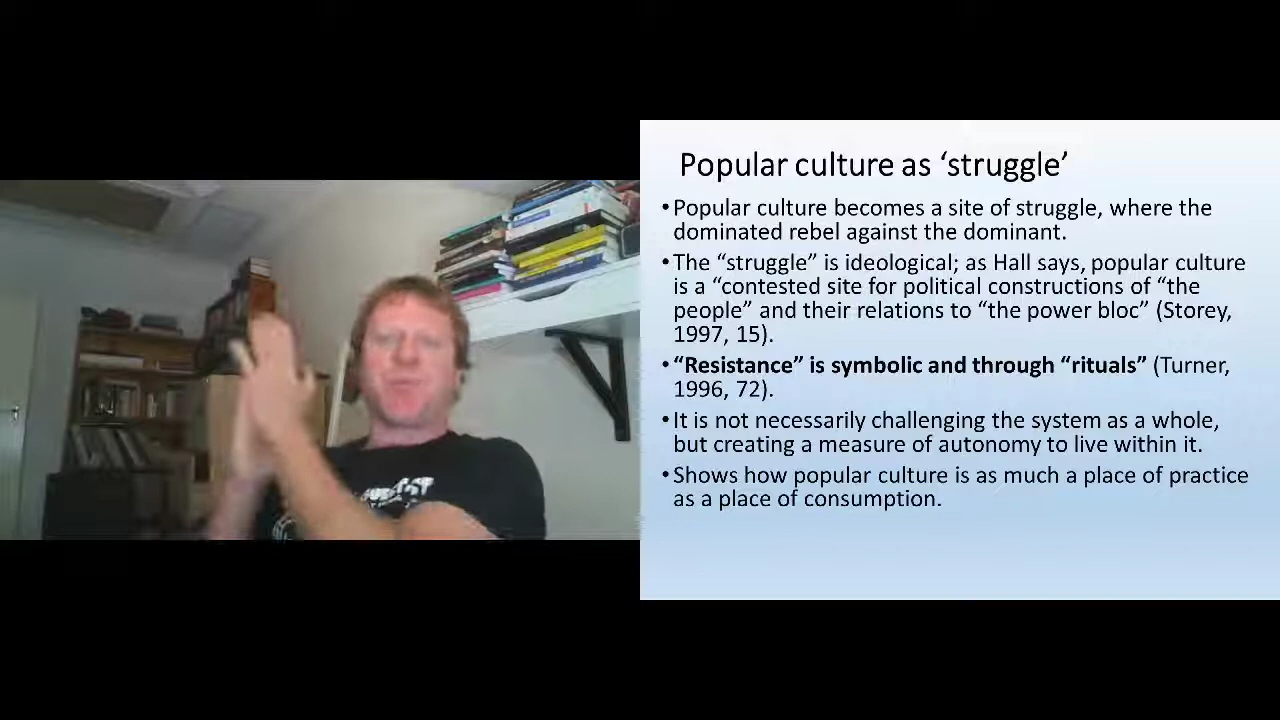 Popular culture as ‘struggle’
•Popular culture becomes a site of struggle, where the
dominated rebel against the dominant.
•The “struggle” is ideological; as Hall says, popular culture
is a “contested site for political constructions of “the
people” and their relations to “the power bloc” (Storey,
1997, 15).
•“Resistance” is symbolic and through “rituals” (Turner,
1996, 72).
•It is not necessarily challenging the system as a whole,
but creating a measure of autonomy to live within it.
•Shows how popular culture is as much a place of practice
as a place of consumption.